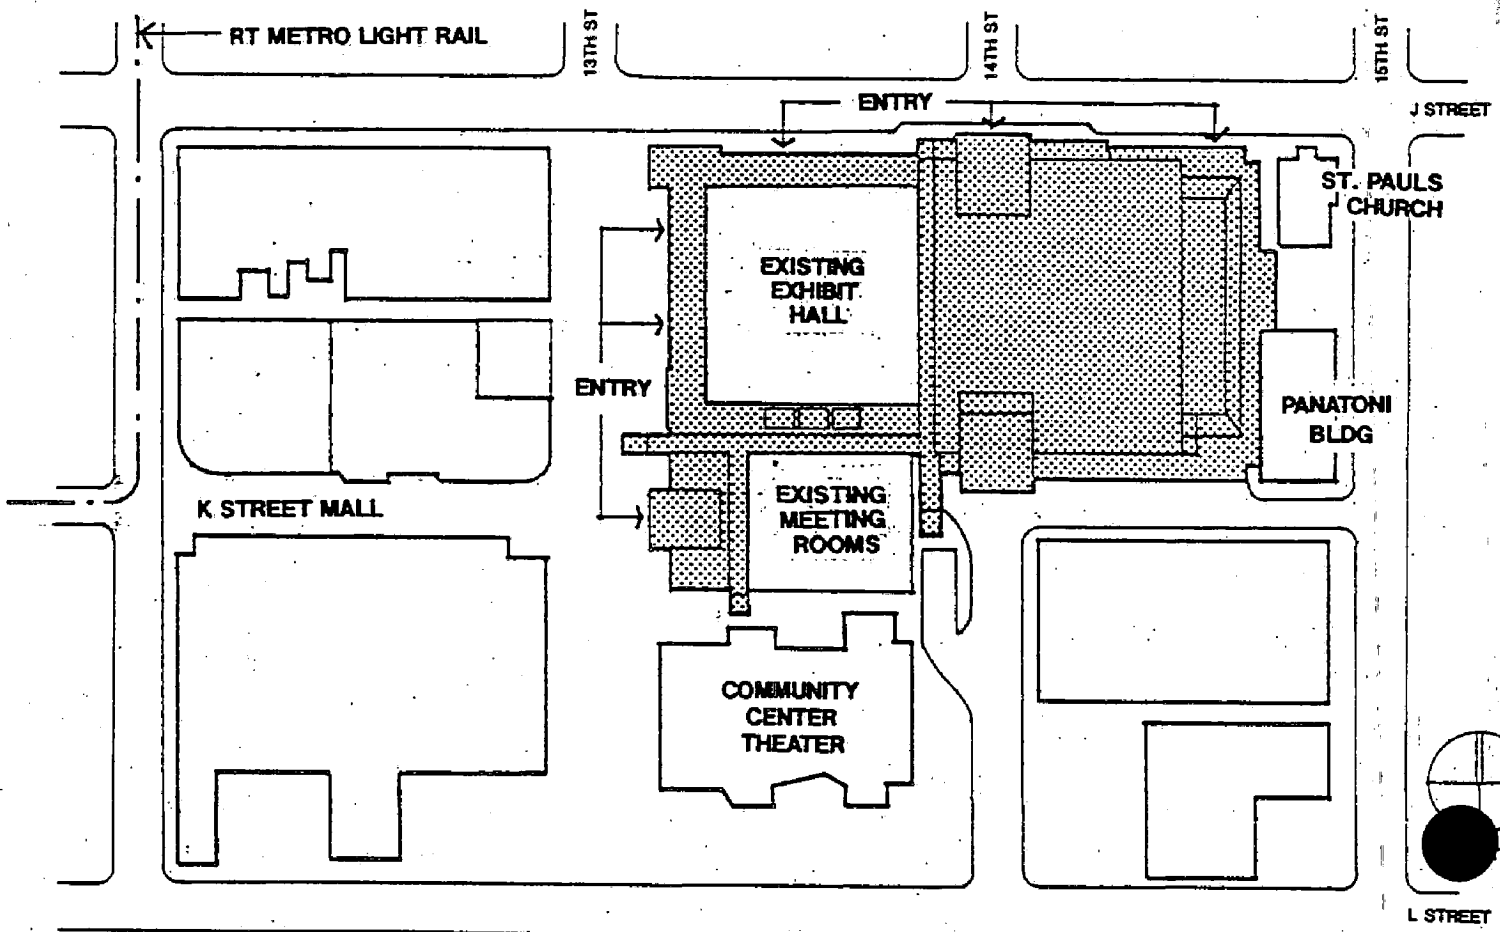 RT METRO LIGHT RAIL
13TH ST
14TH ST
15TH ST
ENTRY
J STREET
ST. PAULS
CHURCH
EXISTING
EXHIBIT
HALL
ENTRY
PANATONI
BLDG
K STREET MALL
EXISTING
MEETING
ROOMS
COMMUNITY
CENTER
THEATER
L STREET